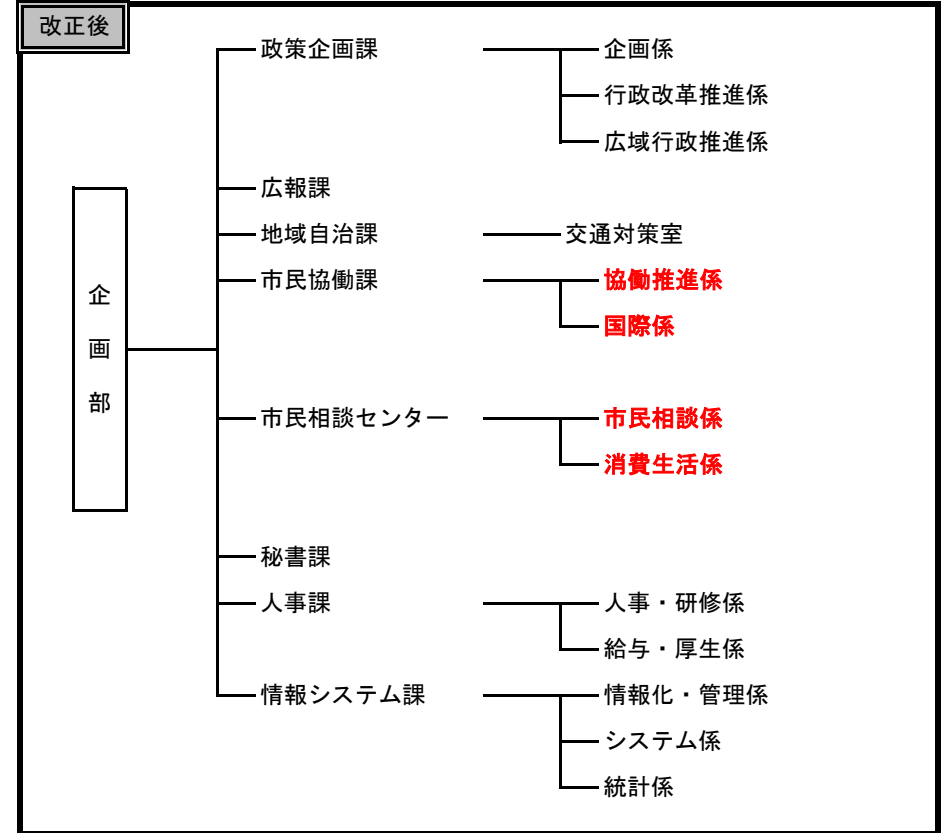 改正後
企画部
政策企画課
企画係
行政改革推進係
広域行政推進係
広報課
地域自治課
交通対策室
市民協働課
協働推進係
国際係
市民相談センター
市民相談係
消費生活係
秘書課
人事課
人事・研修係
給与・厚生係
情報システム課
情報化・管理係
システム係
統計係